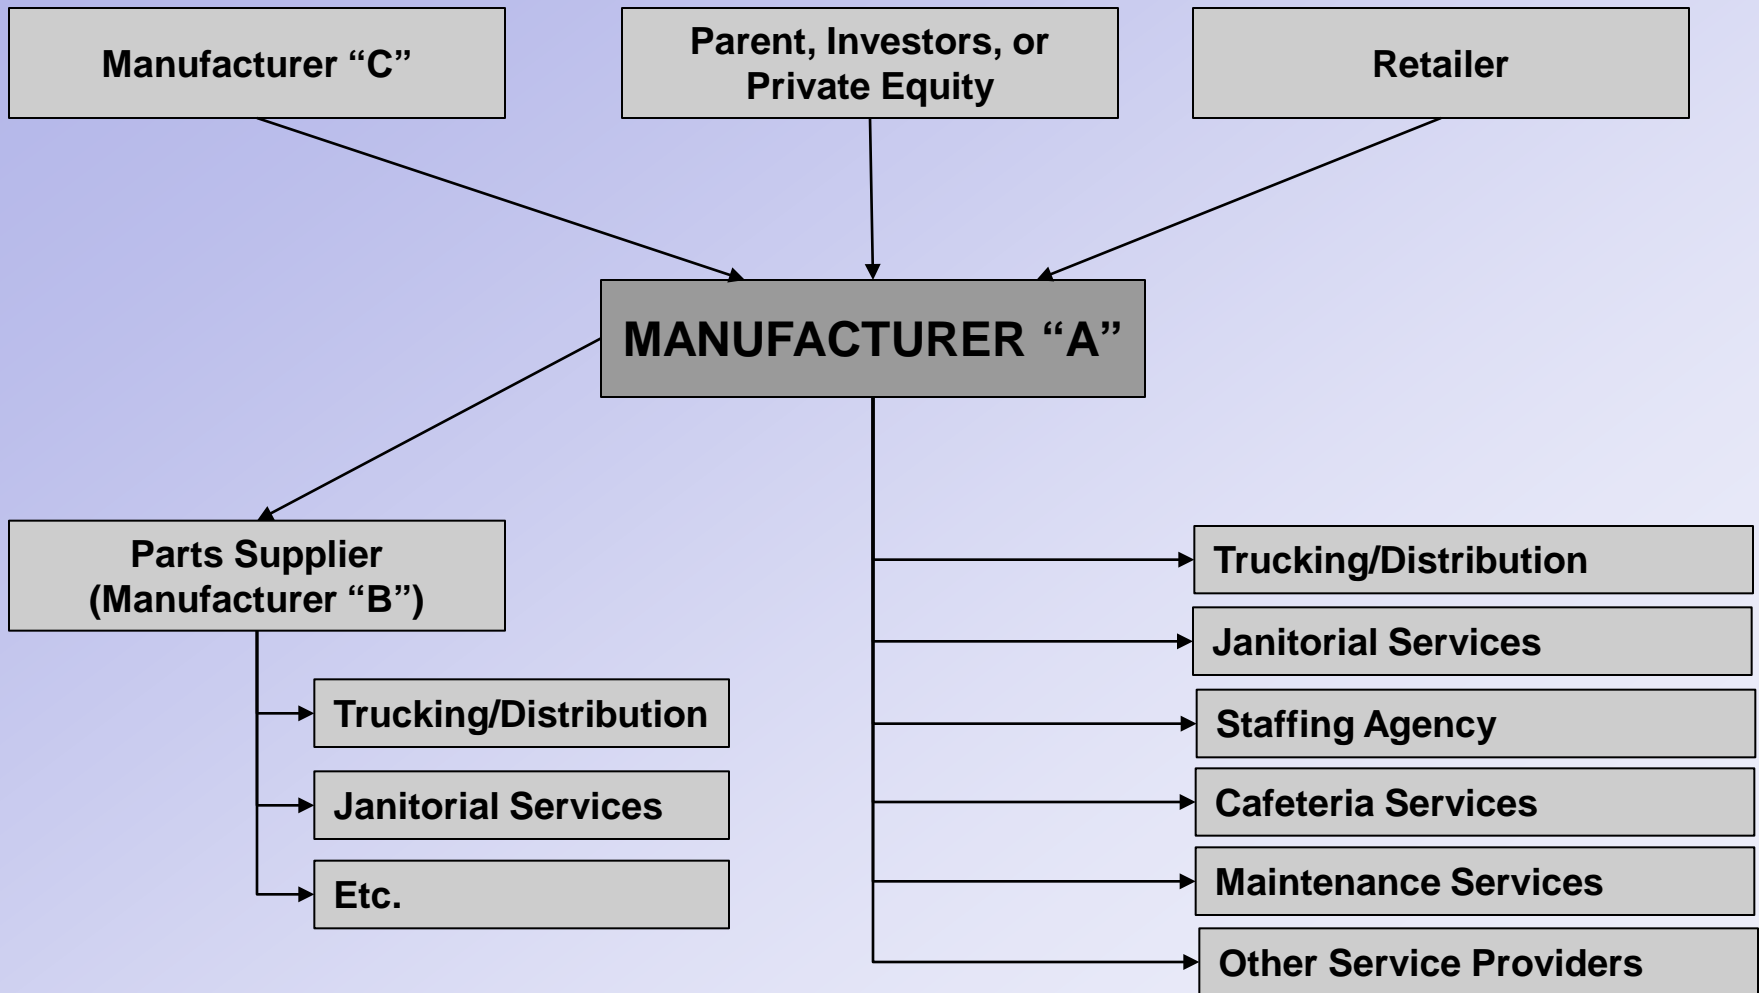 Manufacturer “C”
Parent, Investors, or
Private Equity
Retailer
MANUFACTURER “A”
Parts Supplier
(Manufacturer “B”)
Trucking/Distribution
Janitorial Services
Etc.
Trucking/Distribution
Janitorial Services
Staffing Agency
Cafeteria Services
Maintenance Services
Other Service Providers